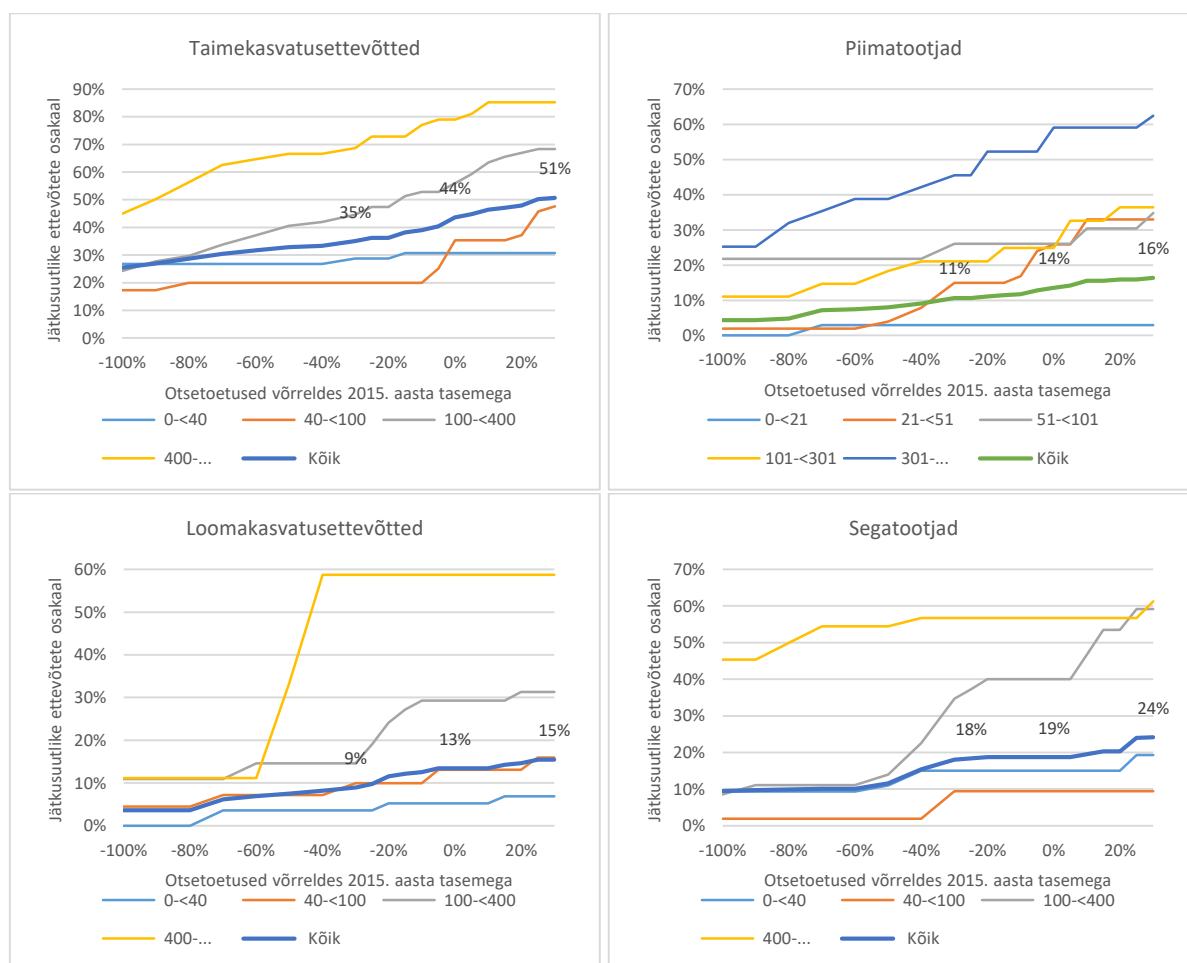 Taimekasvatusettevõtted
Jätkusuutlike ettevõtete osakaal
90%
80%
70%
60%
50%
40%
30%
20%
10%
0%
35%
44%
51%
-100% -80% -60% -40% -20% 0% 20%
Otsetoetused võrreldes 2015. aasta tasemega
0-<40 40-<100 100-<400
400-... Kõik
Piimatootjad
Jätkusuutlike ettevõtete osakaal
70%
60%
50%
40%
30%
20%
10%
0%
11%
14%
16%
-100% -80% -60% -40% -20% 0% 20%
Otsetoetused võrreldes 2015. aasta tasemega
0-<21 21-<51 51-<101
101-<301 301-... Kõik
Loomakasvatusettevõtted
Jätkusuutlike ettevõtete osakaal
60%
50%
40%
30%
20%
10%
0%
9%
13%
15%
-100% -80% -60% -40% -20% 0% 20%
Otsetoetused võrreldes 2015. aasta tasemega
0-<40 40-<100 100-<400
400-... Kõik
Segatootjad
Jätkusuutlike ettevõtete osakaal
70%
60%
50%
40%
30%
20%
10%
0%
18%
19%
24%
-100% -80% -60% -40% -20% 0% 20%
Otsetoetused võrreldes 2015. aasta tasemega
0-<40 40-<100 100-<400
400-... Kõik